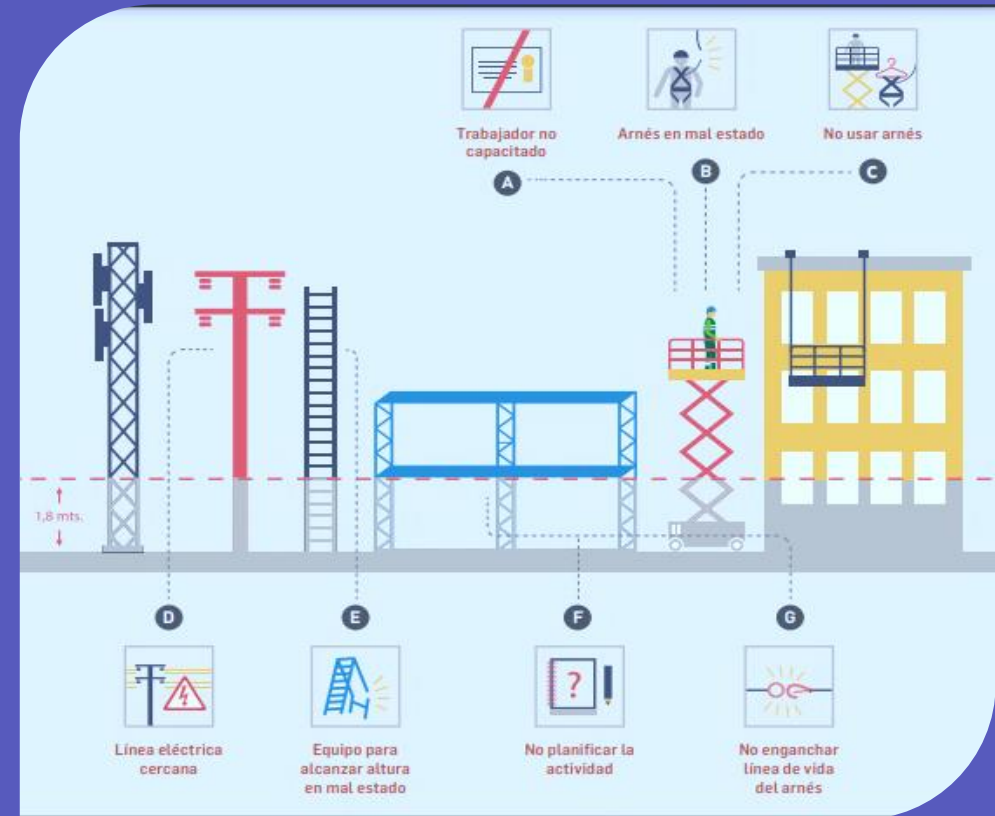 Trabajador no
capacitado
Arnés en mal estado
No usar arnés
A
B
C
1,8 mts.
D
E
F
G
?
Línea eléctrica
cercana
Equipo para
alcanzar altura
en mal estado
No planificar la
actividad
No enganchar
línea de vida
del arnés